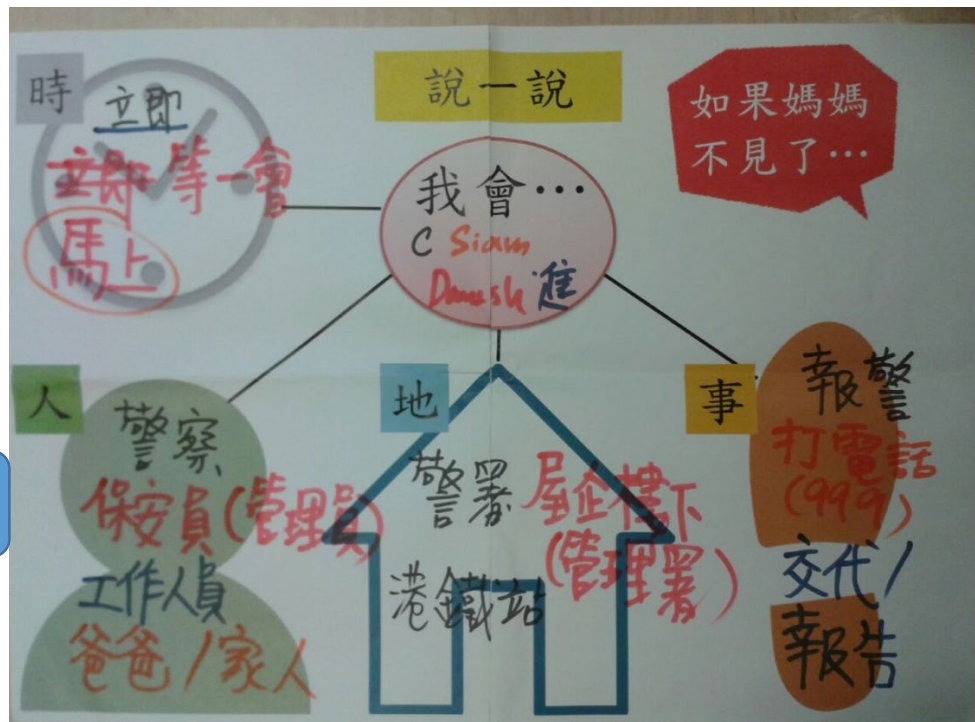 時
立即
立即 等一會
馬上
說一說
如果媽媽
不見了…
我會…
C
進
人
警察
保安員(管理員)
工作人員
爸爸/家人
地
警署
港鐵站
屋企樓下
(管理署)
事
報警
打電話
(999)
交代/
報告